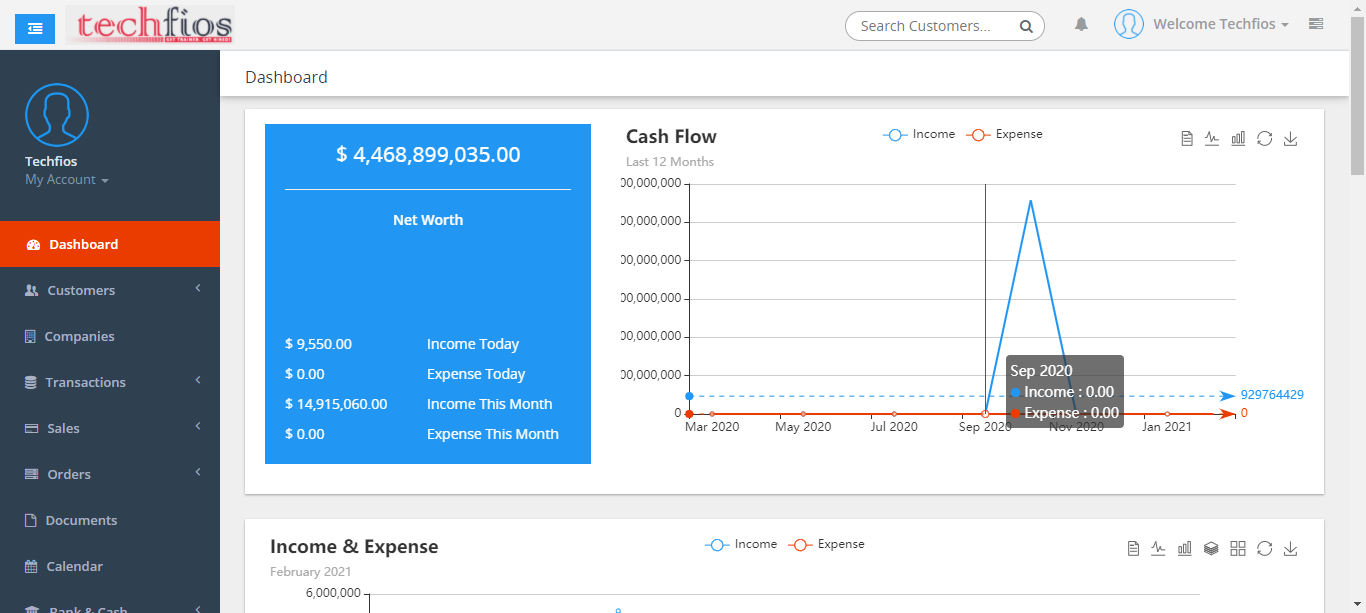 techfios
GET TRAINED. GET HIRED!
Search Customers...
Welcome Techfios
Techfios
My Account
Dashboard
Customers
Companies
Transactions
Sales
Orders
Documents
Calendar
Bank & Cash
Dashboard
$ 4,468,899,035.00
Net Worth
$ 9,550.00 Income Today
$ 0.00 Expense Today
$ 14,915,060.00 Income This Month
$ 0.00 Expense This Month
Cash Flow
Last 12 Months
Income Expense
00,000,000
00,000,000
00,000,000
00,000,000
00,000,000
00,000,000
0
929764429
0
Sep 2020
Income : 0.00
Expense : 0.00
Mar 2020 May 2020 Jul 2020 Sep 2020 Nov 2020 Jan 2021
Income & Expense
February 2021
Income Expense
6,000,000